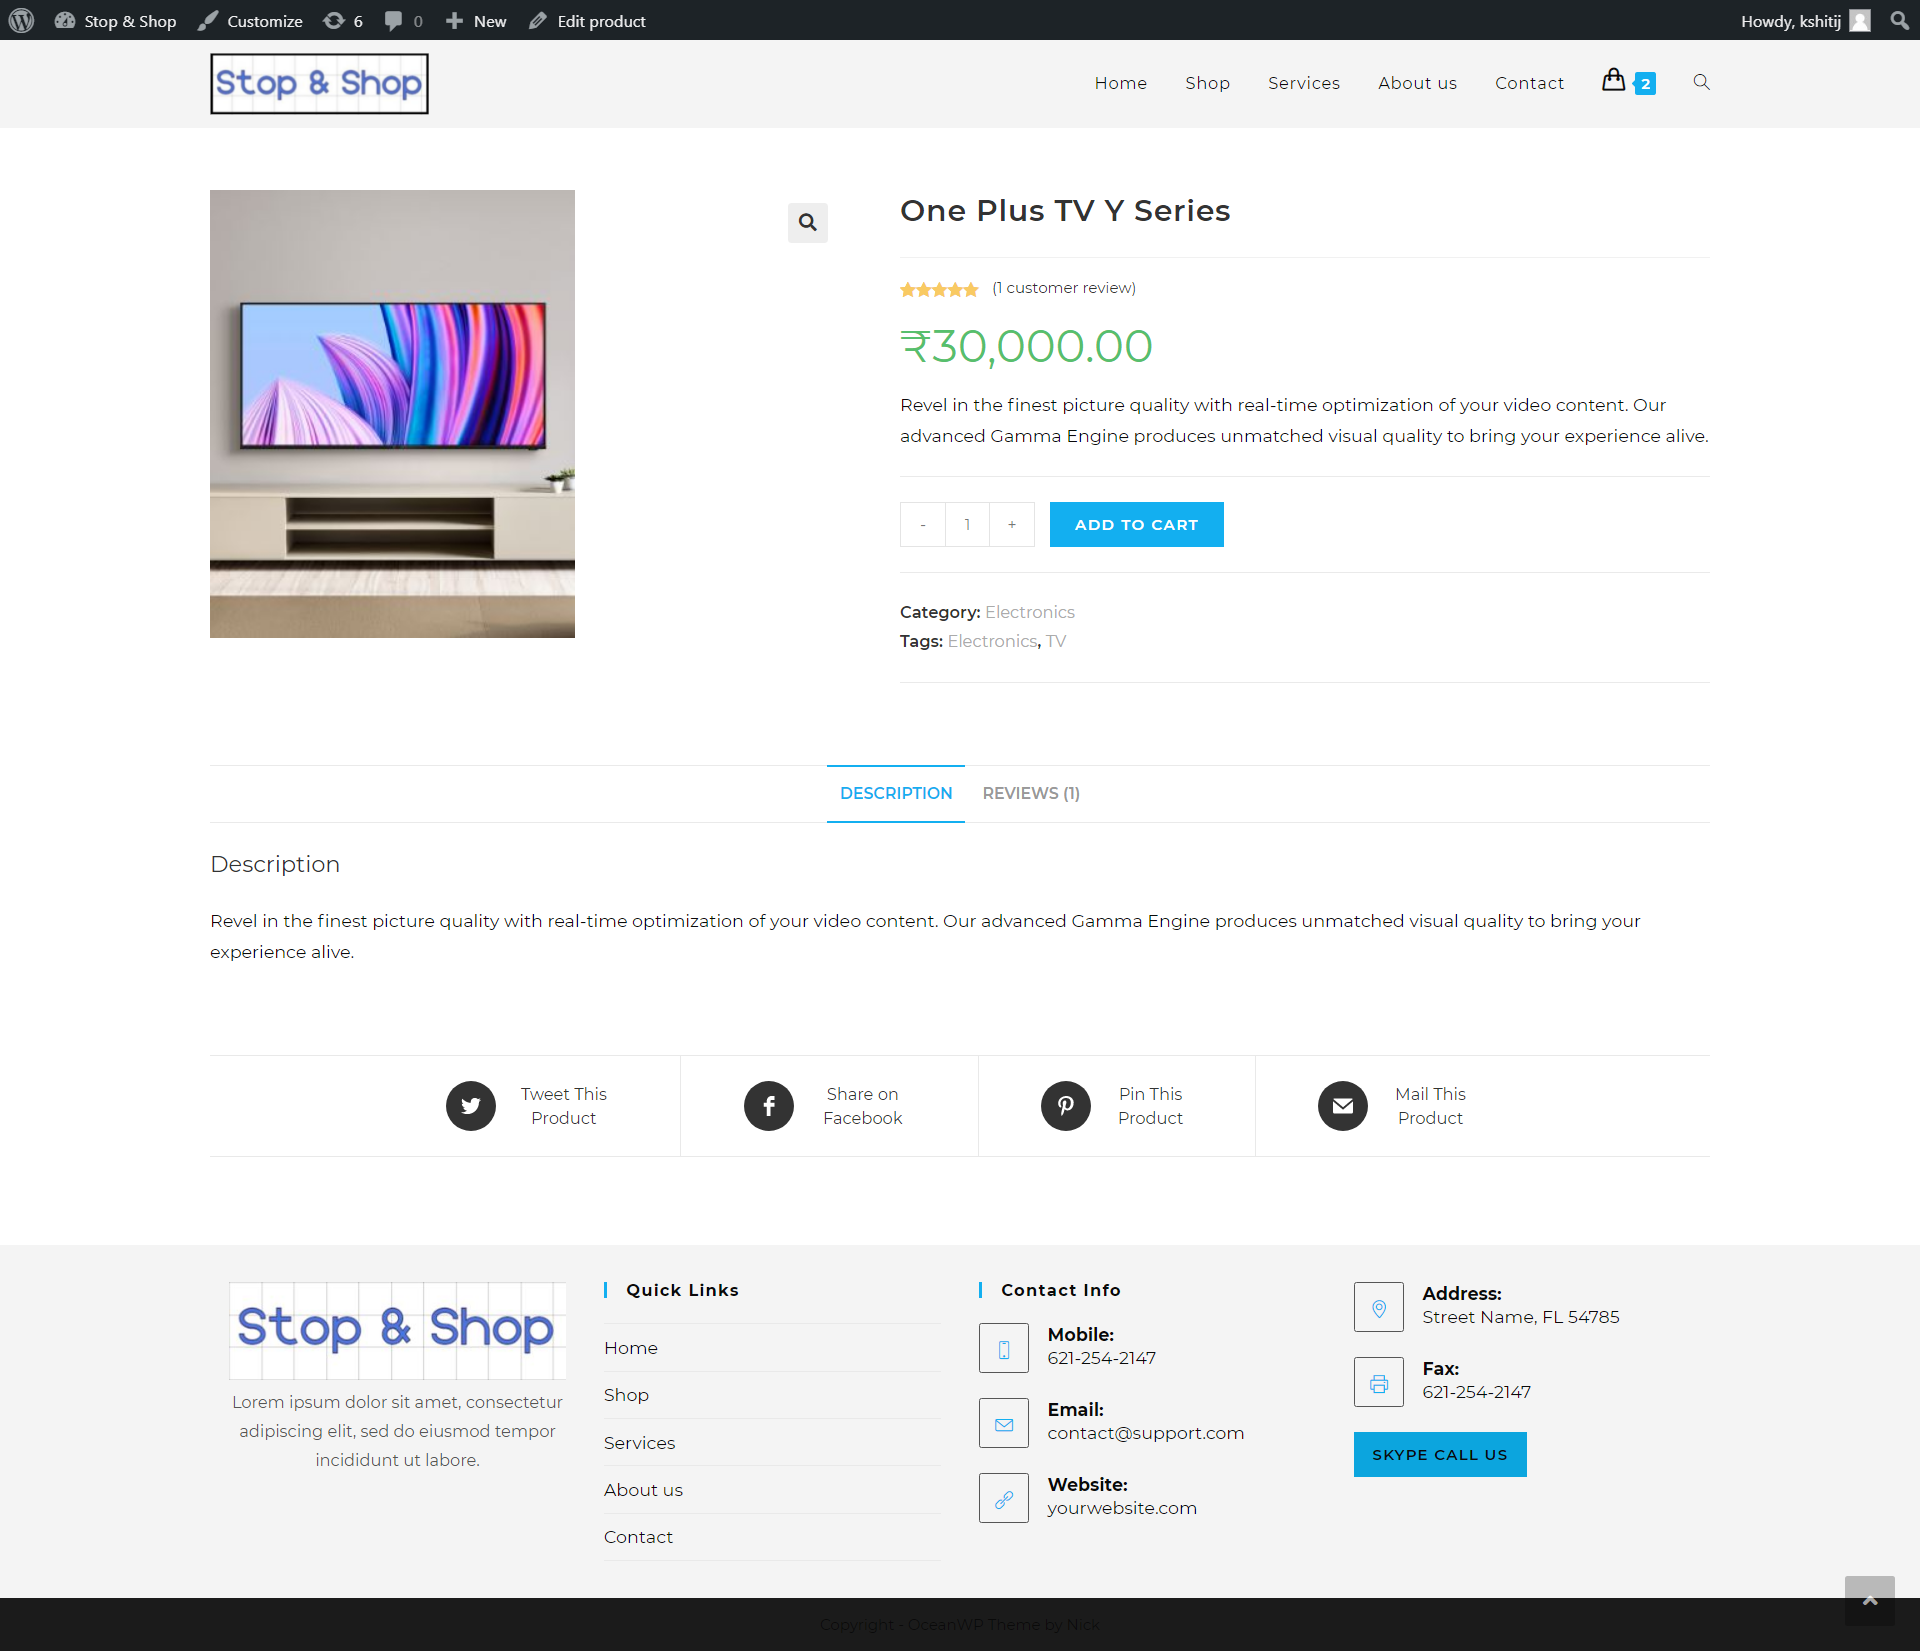 Stop & Shop Customize 6 0 New Edit product Howdy, kshitij
Stop & Shop Home Shop Services About us Contact 2
One Plus TV Y Series
(1 customer review)
₹30,000.00
Revel in the finest picture quality with real-time optimization of your video content. Our
advanced Gamma Engine produces unmatched visual quality to bring your experience alive.
- 1 + ADD TO CART
Category: Electronics
Tags: Electronics, TV
DESCRIPTION REVIEWS (1)
Description
Revel in the finest picture quality with real-time optimization of your video content. Our advanced Gamma Engine produces unmatched visual quality to bring your
experience alive.
Tweet This
Product
Share on
Facebook
Pin This
Product
Mail This
Product
Stop & Shop
Lorem ipsum dolor sit amet, consectetur
adipiscing elit, sed do eiusmod tempor
incididunt ut labore.
Quick Links
Home
Shop
Services
About us
Contact
Contact Info
Mobile:
621-254-2147
Email:
contact@support.com
Website:
yourwebsite.com
Address:
Street Name, FL 54785
Fax:
621-254-2147
SKYPE CALL US
Copyright - OceanWP Theme by Nick